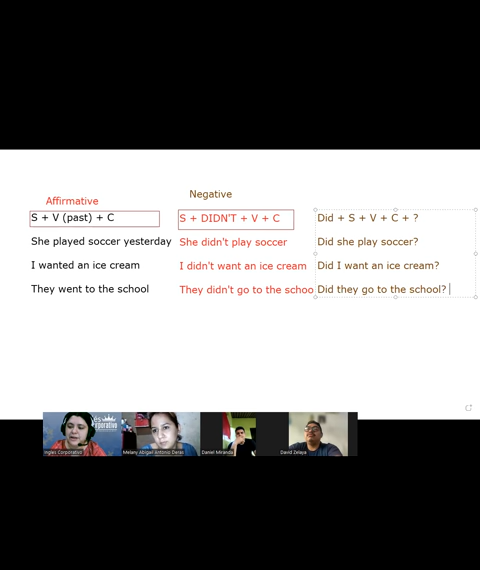 Affirmative
S + V (past) + C
She played soccer yesterday
I wanted an ice cream
They went to the school
Negative
S + DIDN'T + V + C
She didn't play soccer
I didn't want an ice cream
They didn't go to the schoo
Did + S + V + C + ?
Did she play soccer?
Did I want an ice cream?
Did they go to the school?
és
rporativo
Ingles Corporativo
Melany Abigail Antonio Deras
Daniel Miranda
David Zelaya